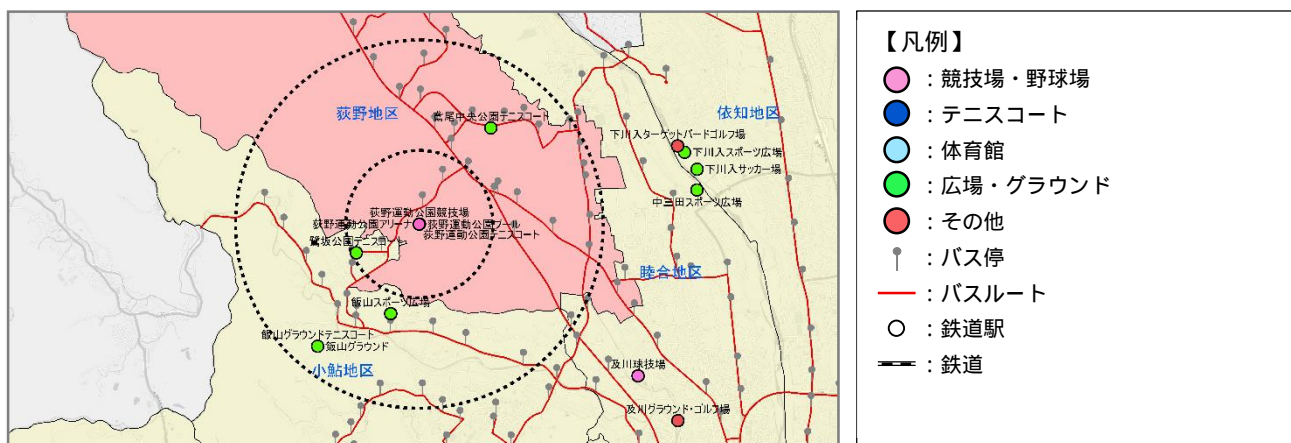 荻野地区
依知地区
鳶尾中央公園テニスコート
下川入ターゲットバードゴルフ場
下川入スポーツ広場
下川入サッカー場
中三田スポーツ広場
荻野運動公園競技場
荻野運動公園アリーナ
荻野運動公園プール
荻野運動公園テニスコート
鷺坂公園テニスコート
睦合地区
飯山スポーツ広場
飯山グラウンドテニスコート
飯山グラウンド
小鮎地区
及川球技場
及川グラウンド・ゴルフ場
【凡例】
：競技場・野球場
：テニスコート
：体育館
：広場・グラウンド
：その他
：バス停
：バスルート
：鉄道駅
：鉄道